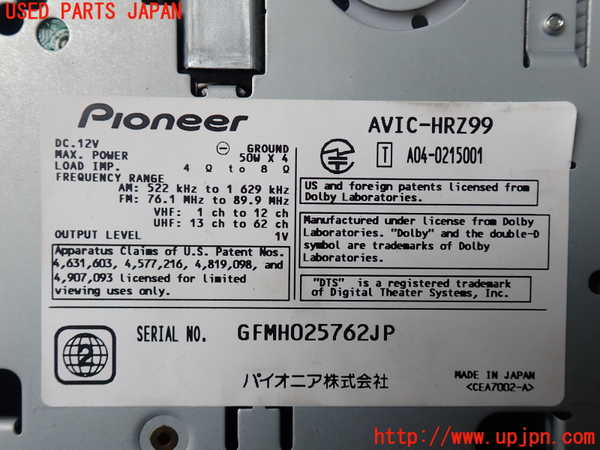 USED PARTS JAPAN
Pioneer
AVIC-HRZ99
DC.12V
⊖ GROUND
MAX. POWER 50W X 4
LOAD IMP. 4 Ω to 8 Ω
FREQUENCY RANGE
AM: 522 kHz to 1 629 kHz
FM: 76.1 MHz to 89.9 MHz
VHF: 1 ch to 12 ch
UHF: 13 ch to 62 ch
OUTPUT LEVEL 1V
T A04-0215001
US and foreign patents licensed from
Dolby Laboratories.
Manufactured under license from Dolby
Laboratories. "Dolby" and the double-D
symbol are trademarks of Dolby
Laboratories.
Apparatus Claims of U.S. Patent Nos.
4,631,603, 4,577,216, 4,819,098, and
4,907,093 licensed for limited
viewing uses only.
"DTS" is a registered trademark
of Digital Theater Systems, Inc.
2
SERIAL NO. GFMH025762JP
パイオニア株式会社
MADE IN JAPAN
<CEA7002-A>
http://www.upjpn.com/